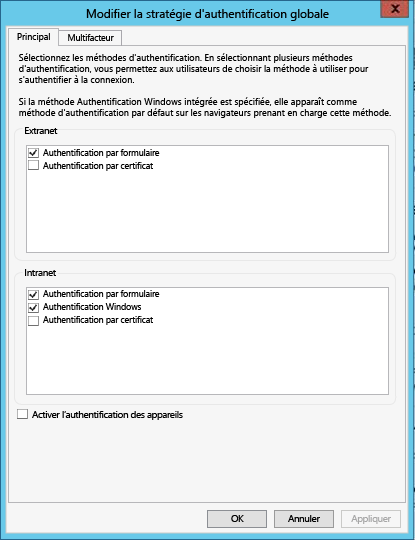 Modifier la stratégie d'authentification globale
Principal
Multifacteur
Sélectionnez les méthodes d'authentification. En sélectionnant plusieurs méthodes
d'authentification, vous permettez aux utilisateurs de choisir la méthode à utiliser pour
s'authentifier à la connexion.
Si la méthode Authentification Windows intégrée est spécifiée, elle apparaît comme
méthode d'authentification par défaut sur les navigateurs prenant en charge cette méthode.
Extranet
Authentification par formulaire
Authentification par certificat
Intranet
Authentification par formulaire
Authentification Windows
Authentification par certificat
Activer l'authentification des appareils
OK
Annuler
Appliquer